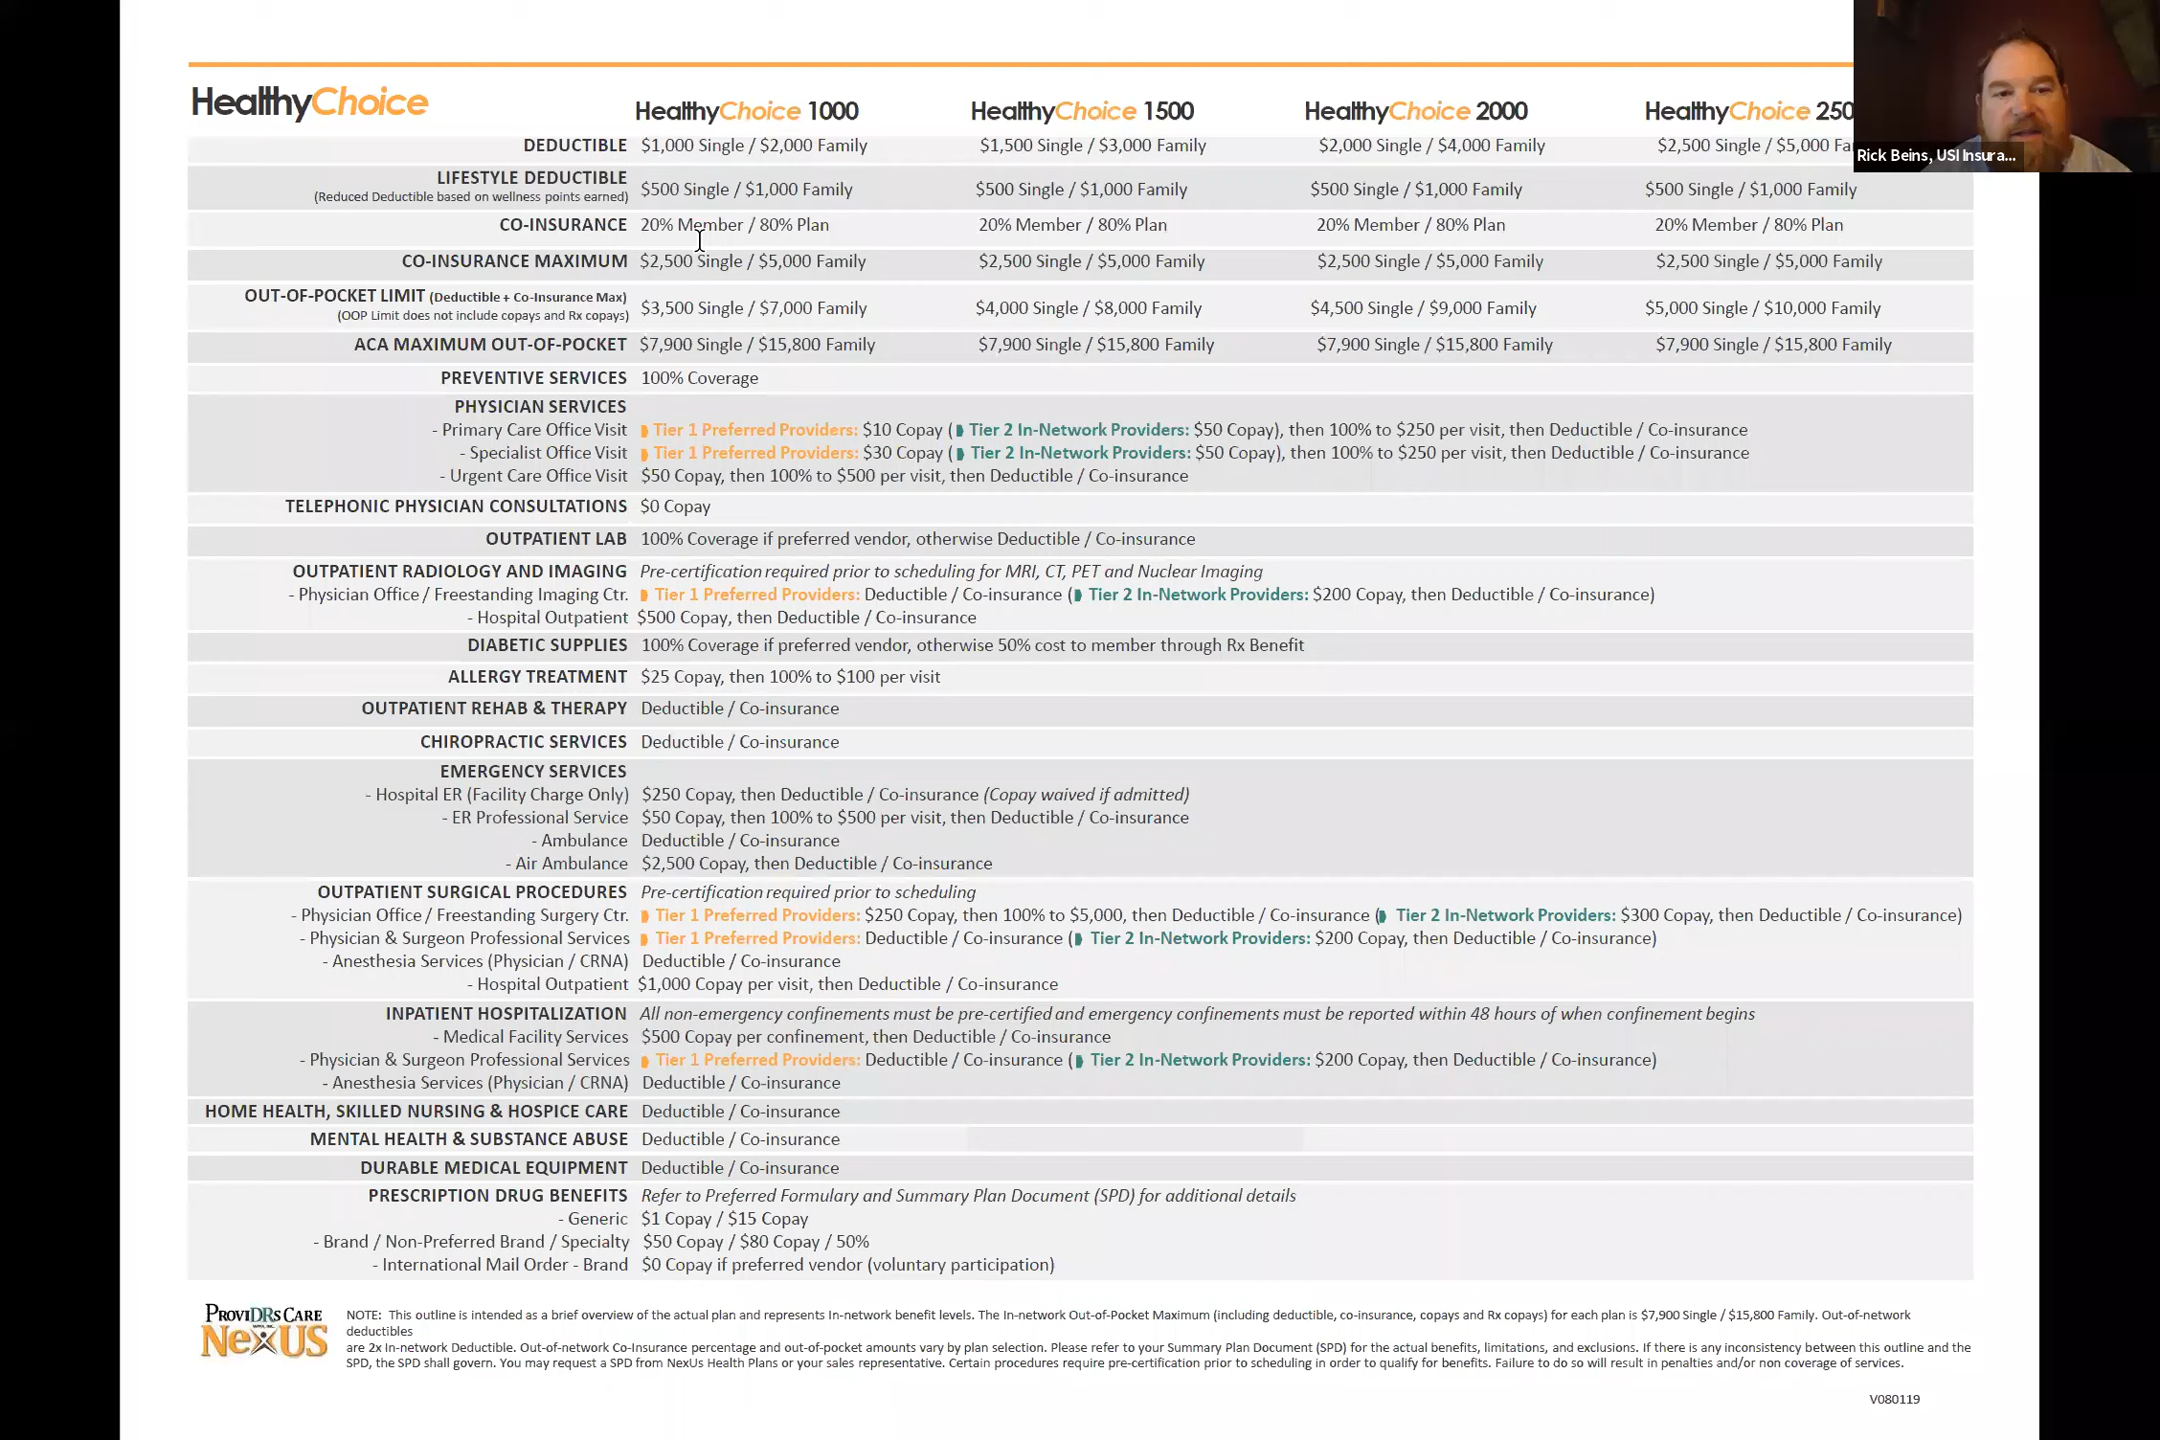 HealthyChoice HealthyChoice 1000 HealthyChoice 1500 HealthyChoice 2000 HealthyChoice 250
DEDUCTIBLE $1,000 Single / $2,000 Family $1,500 Single / $3,000 Family $2,000 Single / $4,000 Family $2,500 Single / $5,000 Fa
Rick Beins, USI Insura...
LIFESTYLE DEDUCTIBLE
(Reduced Deductible based on wellness points earned) $500 Single / $1,000 Family $500 Single / $1,000 Family $500 Single / $1,000 Family $500 Single / $1,000 Family
CO-INSURANCE 20% Member / 80% Plan 20% Member / 80% Plan 20% Member / 80% Plan 20% Member / 80% Plan
CO-INSURANCE MAXIMUM $2,500 Single / $5,000 Family $2,500 Single / $5,000 Family $2,500 Single / $5,000 Family $2,500 Single / $5,000 Family
OUT-OF-POCKET LIMIT (Deductible + Co-Insurance Max)
(OOP Limit does not include copays and Rx copays) $3,500 Single / $7,000 Family $4,000 Single / $8,000 Family $4,500 Single / $9,000 Family $5,000 Single / $10,000 Family
ACA MAXIMUM OUT-OF-POCKET $7,900 Single / $15,800 Family $7,900 Single / $15,800 Family $7,900 Single / $15,800 Family $7,900 Single / $15,800 Family
PREVENTIVE SERVICES 100% Coverage
PHYSICIAN SERVICES
- Primary Care Office Visit Tier 1 Preferred Providers: $10 Copay ( Tier 2 In-Network Providers: $50 Copay), then 100% to $250 per visit, then Deductible / Co-insurance
- Specialist Office Visit Tier 1 Preferred Providers: $30 Copay ( Tier 2 In-Network Providers: $50 Copay), then 100% to $250 per visit, then Deductible / Co-insurance
- Urgent Care Office Visit $50 Copay, then 100% to $500 per visit, then Deductible / Co-insurance
TELEPHONIC PHYSICIAN CONSULTATIONS $0 Copay
OUTPATIENT LAB 100% Coverage if preferred vendor, otherwise Deductible / Co-insurance
OUTPATIENT RADIOLOGY AND IMAGING Pre-certification required prior to scheduling for MRI, CT, PET and Nuclear Imaging
- Physician Office / Freestanding Imaging Ctr. Tier 1 Preferred Providers: Deductible / Co-insurance ( Tier 2 In-Network Providers: $200 Copay, then Deductible / Co-insurance)
- Hospital Outpatient $500 Copay, then Deductible / Co-insurance
DIABETIC SUPPLIES 100% Coverage if preferred vendor, otherwise 50% cost to member through Rx Benefit
ALLERGY TREATMENT $25 Copay, then 100% to $100 per visit
OUTPATIENT REHAB & THERAPY Deductible / Co-insurance
CHIROPRACTIC SERVICES Deductible / Co-insurance
EMERGENCY SERVICES
- Hospital ER (Facility Charge Only) $250 Copay, then Deductible / Co-insurance (Copay waived if admitted)
- ER Professional Service $50 Copay, then 100% to $500 per visit, then Deductible / Co-insurance
- Ambulance Deductible / Co-insurance
- Air Ambulance $2,500 Copay, then Deductible / Co-insurance
OUTPATIENT SURGICAL PROCEDURES Pre-certification required prior to scheduling
- Physician Office / Freestanding Surgery Ctr. Tier 1 Preferred Providers: $250 Copay, then 100% to $5,000, then Deductible / Co-insurance ( Tier 2 In-Network Providers: $300 Copay, then Deductible / Co-insurance)
- Physician & Surgeon Professional Services Tier 1 Preferred Providers: Deductible / Co-insurance ( Tier 2 In-Network Providers: $200 Copay, then Deductible / Co-insurance)
- Anesthesia Services (Physician / CRNA) Deductible / Co-insurance
- Hospital Outpatient $1,000 Copay per visit, then Deductible / Co-insurance
INPATIENT HOSPITALIZATION All non-emergency confinements must be pre-certified and emergency confinements must be reported within 48 hours of when confinement begins
- Medical Facility Services $500 Copay per confinement, then Deductible / Co-insurance
- Physician & Surgeon Professional Services Tier 1 Preferred Providers: Deductible / Co-insurance ( Tier 2 In-Network Providers: $200 Copay, then Deductible / Co-insurance)
- Anesthesia Services (Physician / CRNA) Deductible / Co-insurance
HOME HEALTH, SKILLED NURSING & HOSPICE CARE Deductible / Co-insurance
MENTAL HEALTH & SUBSTANCE ABUSE Deductible / Co-insurance
DURABLE MEDICAL EQUIPMENT Deductible / Co-insurance
PRESCRIPTION DRUG BENEFITS Refer to Preferred Formulary and Summary Plan Document (SPD) for additional details
- Generic $1 Copay / $15 Copay
- Brand / Non-Preferred Brand / Specialty $50 Copay / $80 Copay / 50%
- International Mail Order - Brand $0 Copay if preferred vendor (voluntary participation)
PROVIDRS CARE
NEXUS
NOTE: This outline is intended as a brief overview of the actual plan and represents In-network benefit levels. The In-network Out-of-Pocket Maximum (including deductible, co-insurance, copays and Rx copays) for each plan is $7,900 Single / $15,800 Family. Out-of-network
deductibles
are 2x In-network Deductible. Out-of-network Co-Insurance percentage and out-of-pocket amounts vary by plan selection. Please refer to your Summary Plan Document (SPD) for the actual benefits, limitations, and exclusions. If there is any inconsistency between this outline and the
SPD, the SPD shall govern. You may request a SPD from NexUs Health Plans or your sales representative. Certain procedures require pre-certification prior to scheduling in order to qualify for benefits. Failure to do so will result in penalties and/or non coverage of services.
V080119